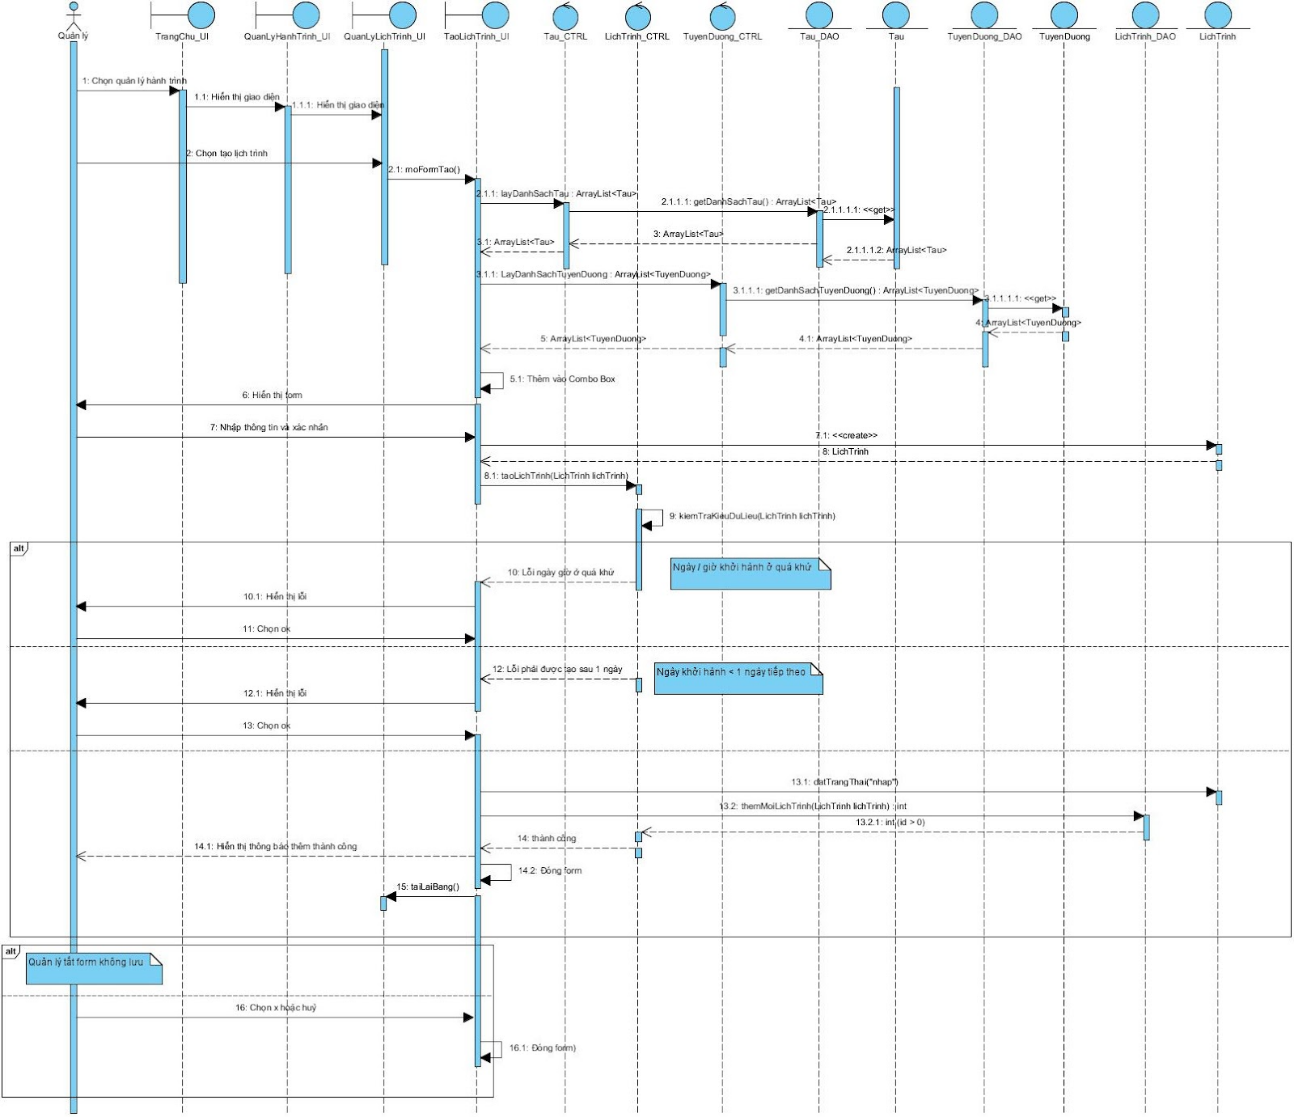 Quản lý
TrangChu_UI
QuanLyHanhTrinh_UI
QuanLyLichTrinh_UI
TaoLichTrinh_UI
Tau_CTRL
LichTrinh_CTRL
TuyenDuong_CTRL
Tau_DAO
Tau
TuyenDuong_DAO
TuyenDuong
LichTrinh_DAO
LichTrinh
1: Chọn quản lý hành trình
1.1: Hiển thị giao diện
1.1.1: Hiển thị giao diện
2: Chọn tạo lịch trình
2.1: moFormTao()
2.1.1: layDanhSachTau : ArrayList<Tau>
2.1.1.1: getDanhSachTau() : ArrayList<Tau>
2.1.1.1.1: <<get>>
3: ArrayList<Tau>
3.1: ArrayList<Tau>
2.1.1.1.2: ArrayList<Tau>
3.1.1: LayDanhSachTuyenDuong : ArrayList<TuyenDuong>
3.1.1.1: getDanhSachTuyenDuong() : ArrayList<TuyenDuong>
3.1.1.1.1: <<get>>
4: ArrayList<TuyenDuong>
4.1: ArrayList<TuyenDuong>
5: ArrayList<TuyenDuong>
5.1: Thêm vào Combo Box
6: Hiển thị form
7: Nhập thông tin và xác nhấn
7.1: <<create>>
8: LichTrinh
8.1: taoLichTrinh(LichTrinh lichTrinh)
9: kiemTraKieuDuLieu(LichTrinh lichTrinh)
alt
Ngày / giờ khởi hành ở quá khứ
10: Lỗi ngày giờ ở quá khứ
10.1: Hiển thị lỗi
11: Chọn ok
12: Lỗi phải được tạo sau 1 ngày
Ngày khởi hành < 1 ngày tiếp theo
12.1: Hiển thị lỗi
13: Chọn ok
13.1: datTrangThai("nhap")
13.2: themMoiLichTrinh(LichTrinh lichTrinh) : int
13.2.1: int (id > 0)
14: thành công
14.1: Hiển thị thông báo thêm thành công
14.2: Đóng form
15: taiLaiBang()
alt
Quản lý tắt form không lưu
16: Chọn x hoặc huỷ
16.1: Đóng form)